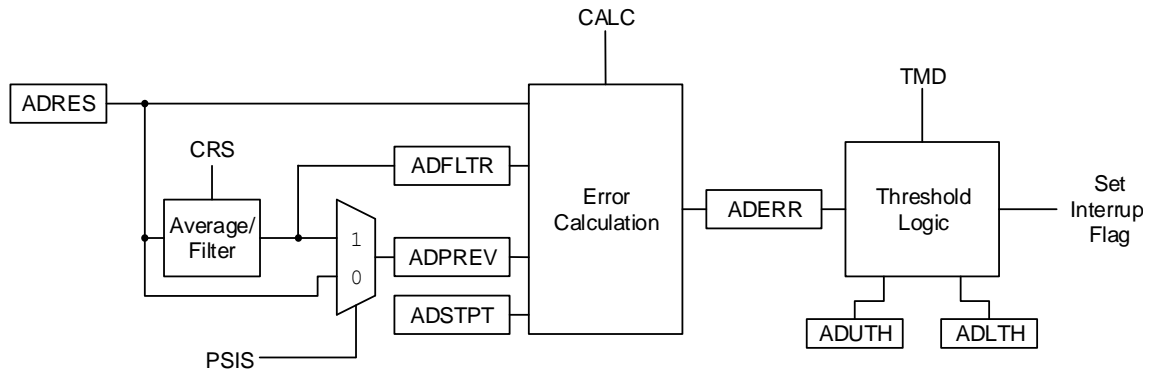 CALC
TMD
ADRES
CRS
ADFLTR
Average/
Filter
1
0
ADPREV
ADSTPT
PSIS
Error
Calculation
ADERR
Threshold
Logic
Set
Interrup
Flag
ADUTH
ADLTH